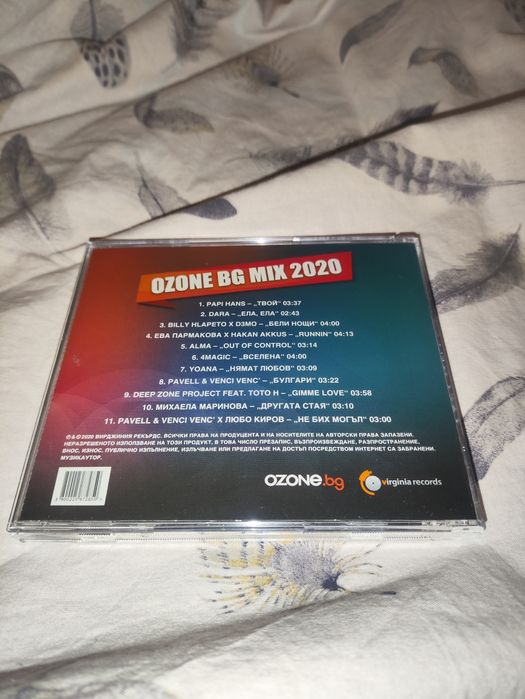 OZONE BG MIX 2020
1. PAPI HANS – „ТВОЙ“ 03:37
2. DARA – „ЕЛА, ЕЛА“ 02:43
3. BILLY HLAPETO X D3MO – „БЕЛИ НОЩИ“ 04:00
4. ЕВА ПАРМАКОВА X HAKAN AKKUS – „RUNNIN“ 04:13
5. ALMA – „OUT OF CONTROL“ 03:14
6. 4MAGIC – „ВСЕЛЕНА“ 04:00
7. YOANA – „НЯМАТ ЛЮБОВ“ 03:09
8. PAVELL & VENCI VENC' – „БУЛГАРИ“ 03:22
9. DEEP ZONE PROJECT FEAT. TOTO H – „GIMME LOVE“ 03:58
10. МИХАЕЛА МАРИНОВА – „ДРУГАТА СТАЯ“ 03:10
11. PAVELL & VENCI VENC' X ЛЮБО КИРОВ – „НЕ БИХ МОГЪЛ“ 03:00
℗ & © 2020 ВИРДЖИНИЯ РЕКЪРДС. ВСИЧКИ ПРАВА НА ПРОДУЦЕНТА И НА НОСИТЕЛИТЕ НА АВТОРСКИ ПРАВА ЗАПАЗЕНИ.
НЕРАЗРЕШЕНОТО ИЗПОЛЗВАНЕ НА ТОЗИ ПРОДУКТ, В ТОВА ЧИСЛО ПРЕЗАПИС, ВЪЗПРОИЗВЕЖДАНЕ, РАЗПРОСТРАНЕНИЕ,
ВНОС, ИЗНОС, ПУБЛИЧНО ИЗПЪЛНЕНИЕ, ИЗЛЪЧВАНЕ ИЛИ ПРЕДЛАГАНЕ НА ДОСТЪП ПОСРЕДСТВОМ ИНТЕРНЕТ СА ЗАБРАНЕНИ.
МУЗИКАУТОР.
OZONE.bg
virginia records